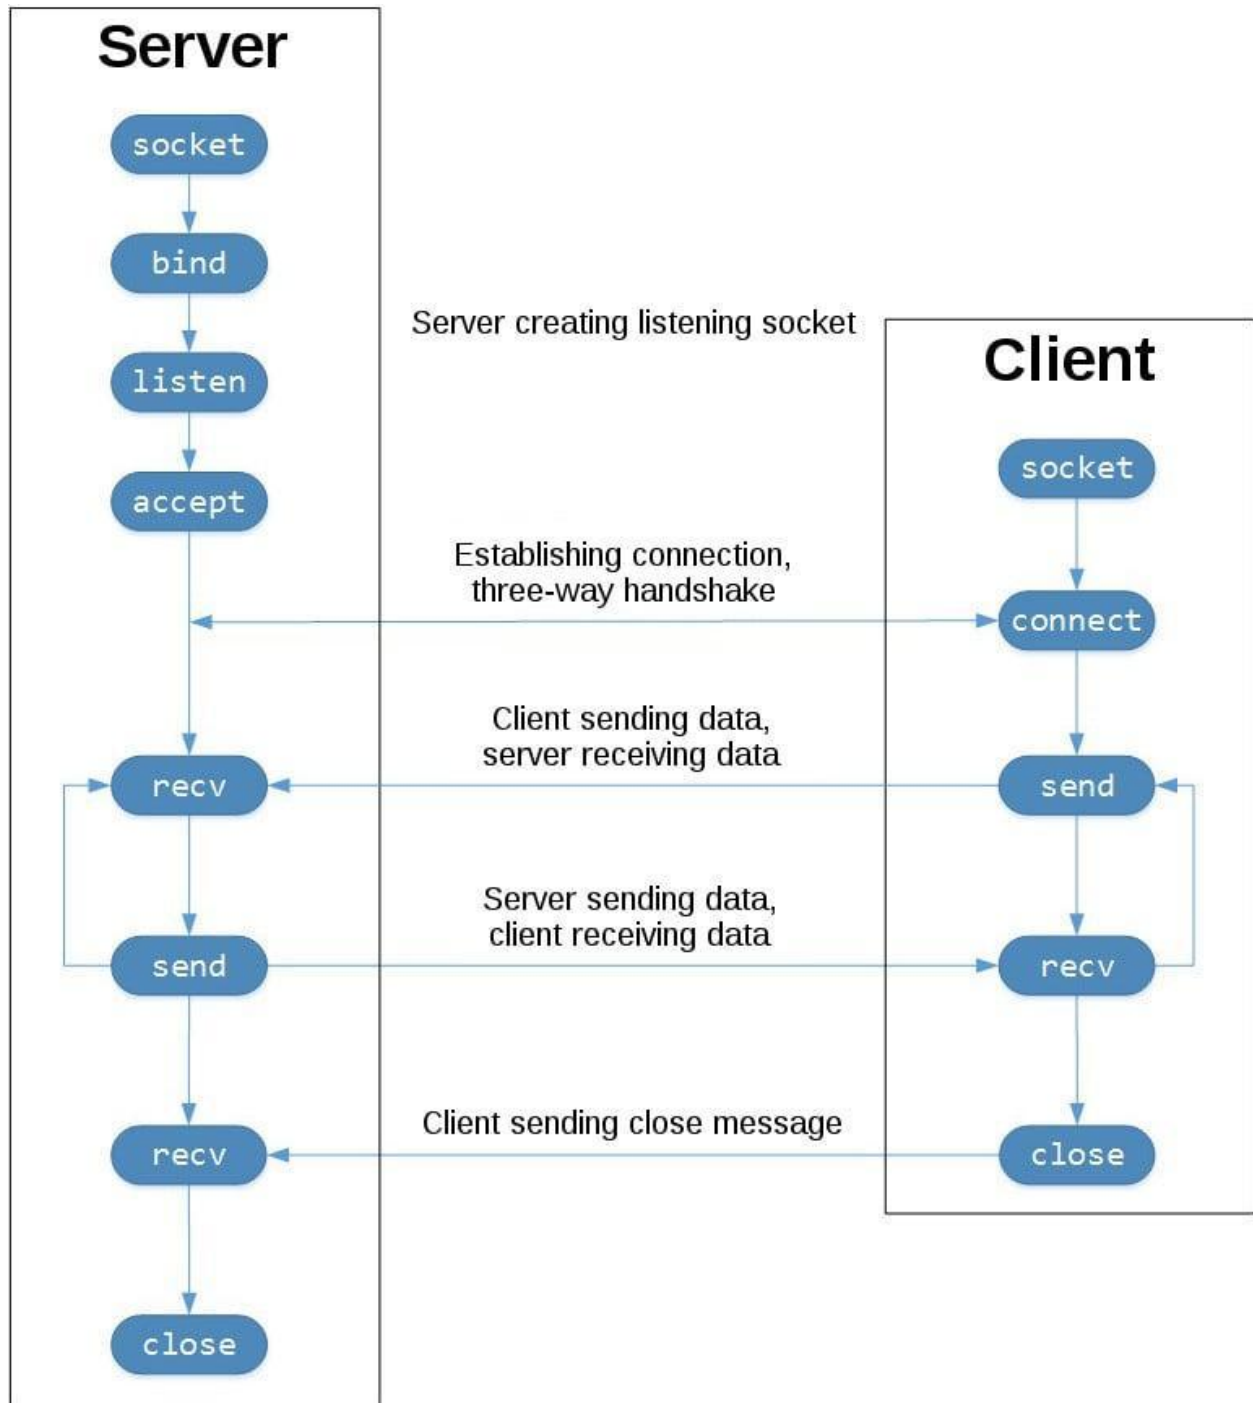 Server
socket
bind
listen
accept
Server creating listening socket
Client
socket
Establishing connection,
three-way handshake
connect
Client sending data,
server receiving data
recv
send
Server sending data,
client receiving data
send
recv
Client sending close message
recv
close
close